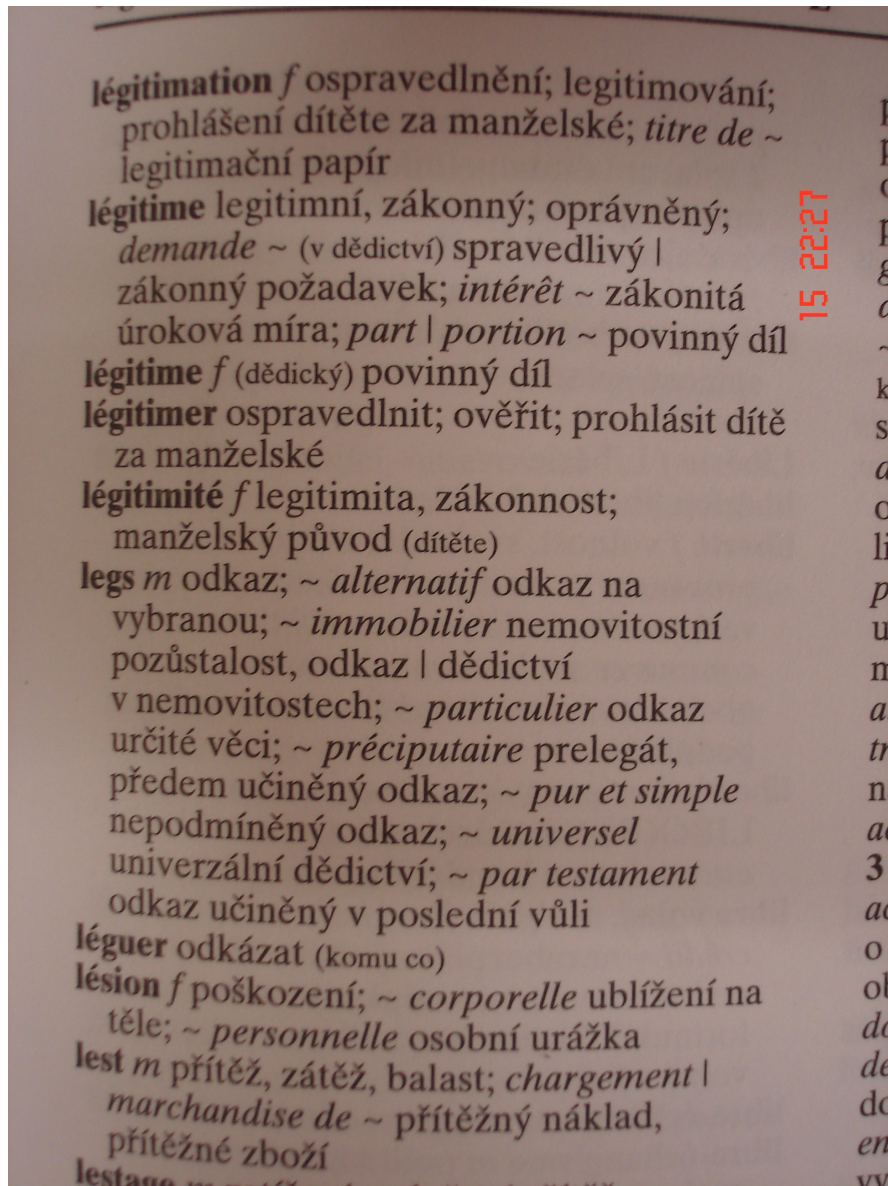 légitimation f ospravedlnění; legitimování;
prohlášení dítěte za manželské; titre de ~
legitimační papír
légitime legitimní, zákonný; oprávněný;
demande ~ (v dědictví) spravedlivý |
zákonný požadavek; intérêt ~ zákonitá
úroková míra; part | portion ~ povinný díl
légitime f (dědický) povinný díl
légitimer ospravedlnit; ověřit; prohlásit dítě
za manželské
légitimité f legitimita, zákonnost;
manželský původ (dítěte)
legs m odkaz; ~ alternatif odkaz na
vybranou; ~ immobilier nemovitostní
pozůstalost, odkaz | dědictví
v nemovitostech; ~ particulier odkaz
určité věci; ~ préciputaire prelegát,
předem učiněný odkaz; ~ pur et simple
nepodmíněný odkaz; ~ universel
univerzální dědictví; ~ par testament
odkaz učiněný v poslední vůli
léguer odkázat (komu co)
lésion f poškození; ~ corporelle ublížení na
těle; ~ personnelle osobní urážka
lest m přítěž, zátěž, balast; chargement |
marchandise de ~ přítěžný náklad,
přítěžné zboží
lestage m
15 22:27